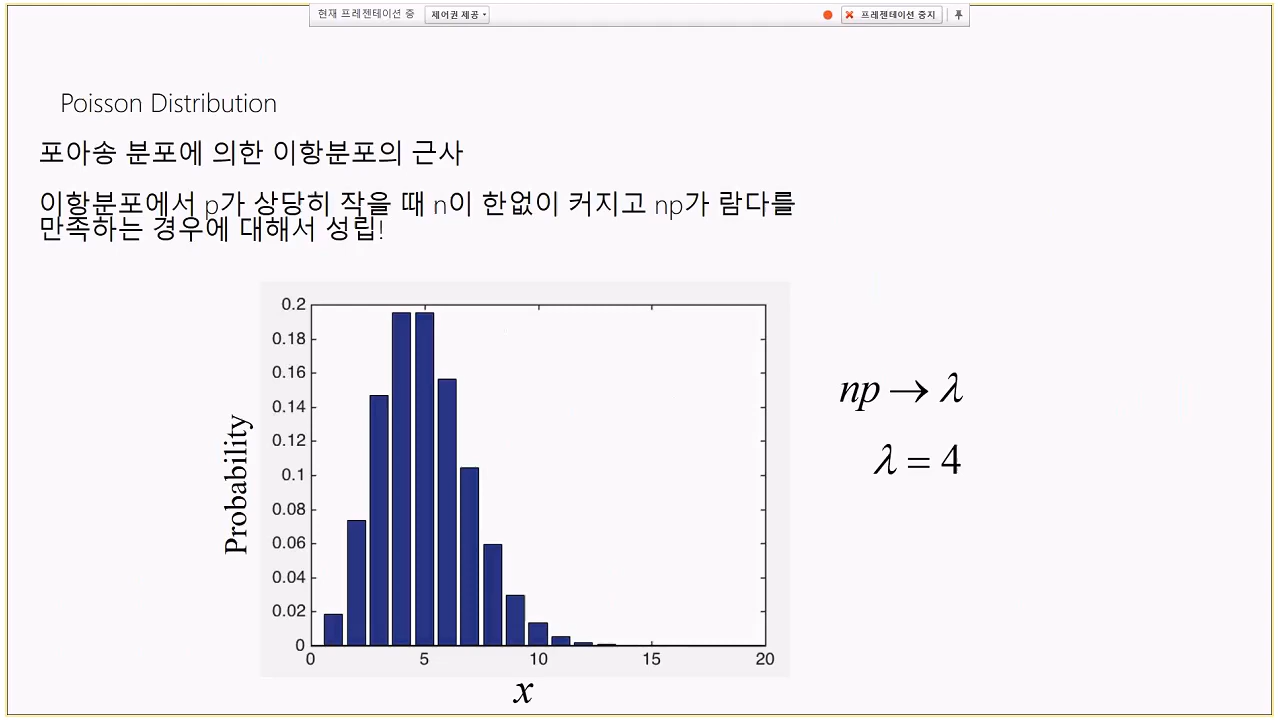 현재 프레젠테이션 중 제어권 제공 프레젠테이션 중지
Poisson Distribution
포아송 분포에 의한 이항분포의 근사
이항분포에서 p가 상당히 작을 때 n이 한없이 커지고 np가 람다를
만족하는 경우에 대해서 성립!
0.2
0.18
0.16
0.14
0.12
0.1
0.08
0.06
0.04
0.02
0
Probability
0 5 10 15 20
x
np → λ
λ = 4